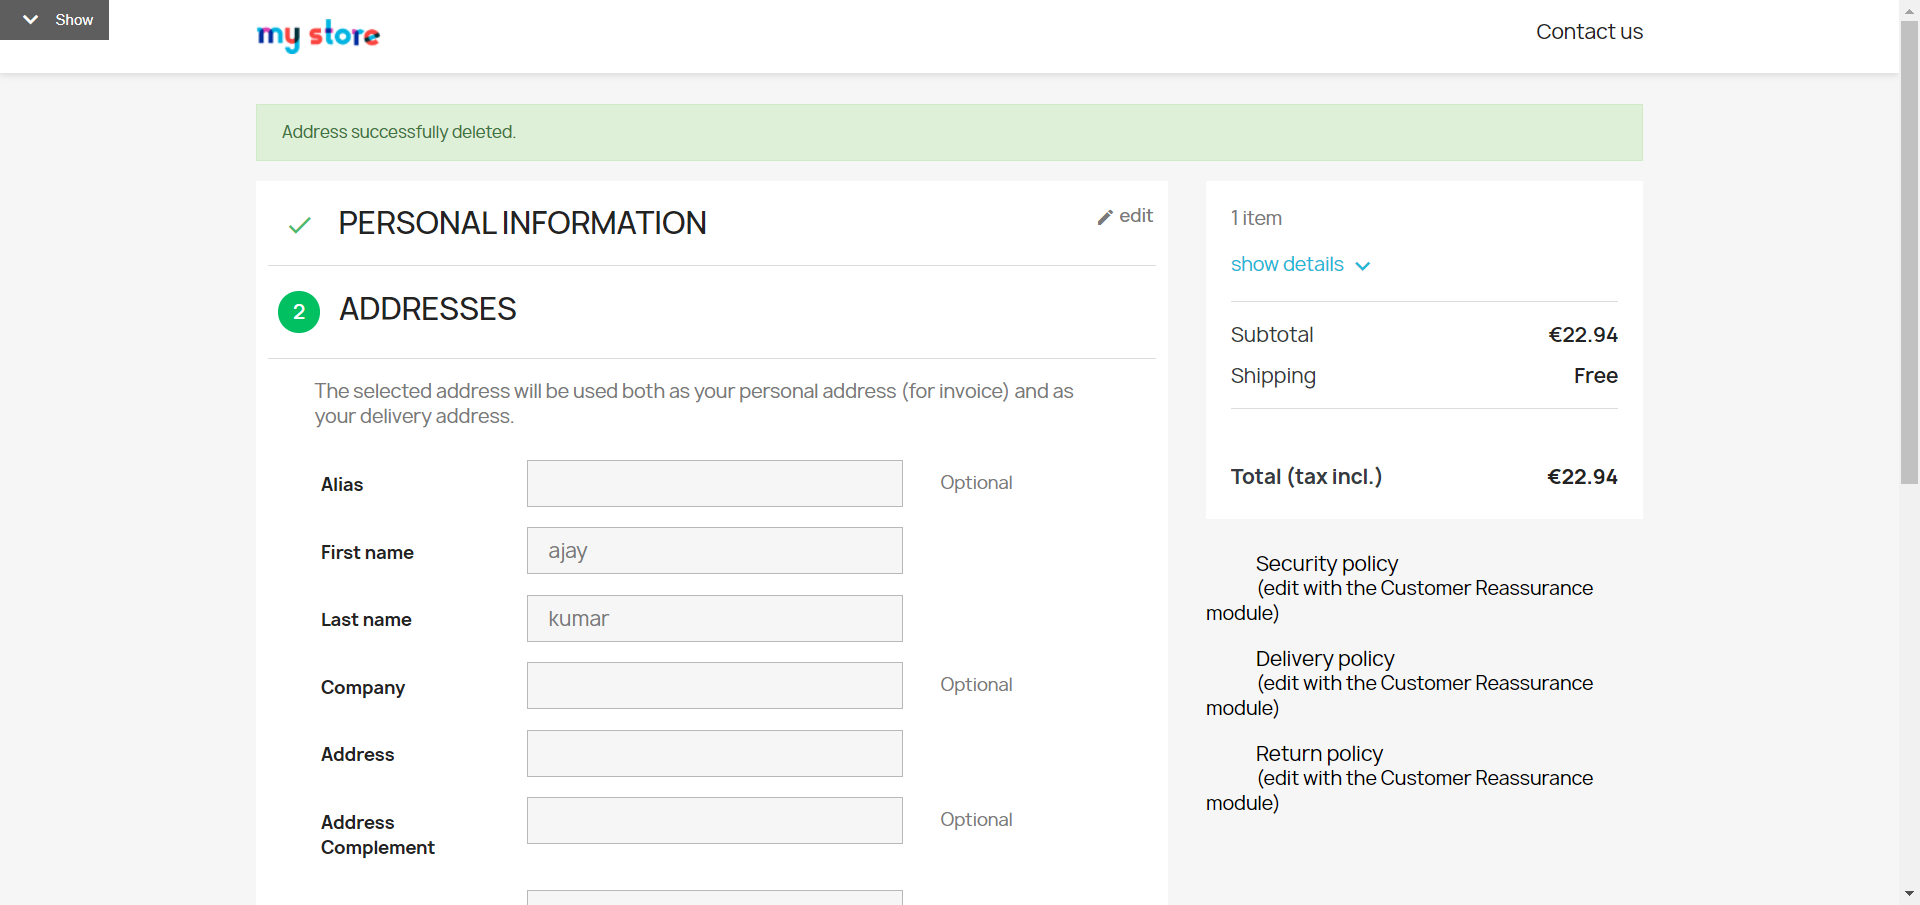 Show
my store
Contact us
Address successfully deleted.
PERSONAL INFORMATION
edit
2
ADDRESSES
The selected address will be used both as your personal address (for invoice) and as
your delivery address.
Alias
Optional
First name
ajay
Last name
kumar
Company
Optional
Address
Address
Complement
Optional
1 item
show details
Subtotal
€22.94
Shipping
Free
Total (tax incl.)
€22.94
Security policy
(edit with the Customer Reassurance
module)
Delivery policy
(edit with the Customer Reassurance
module)
Return policy
(edit with the Customer Reassurance
module)